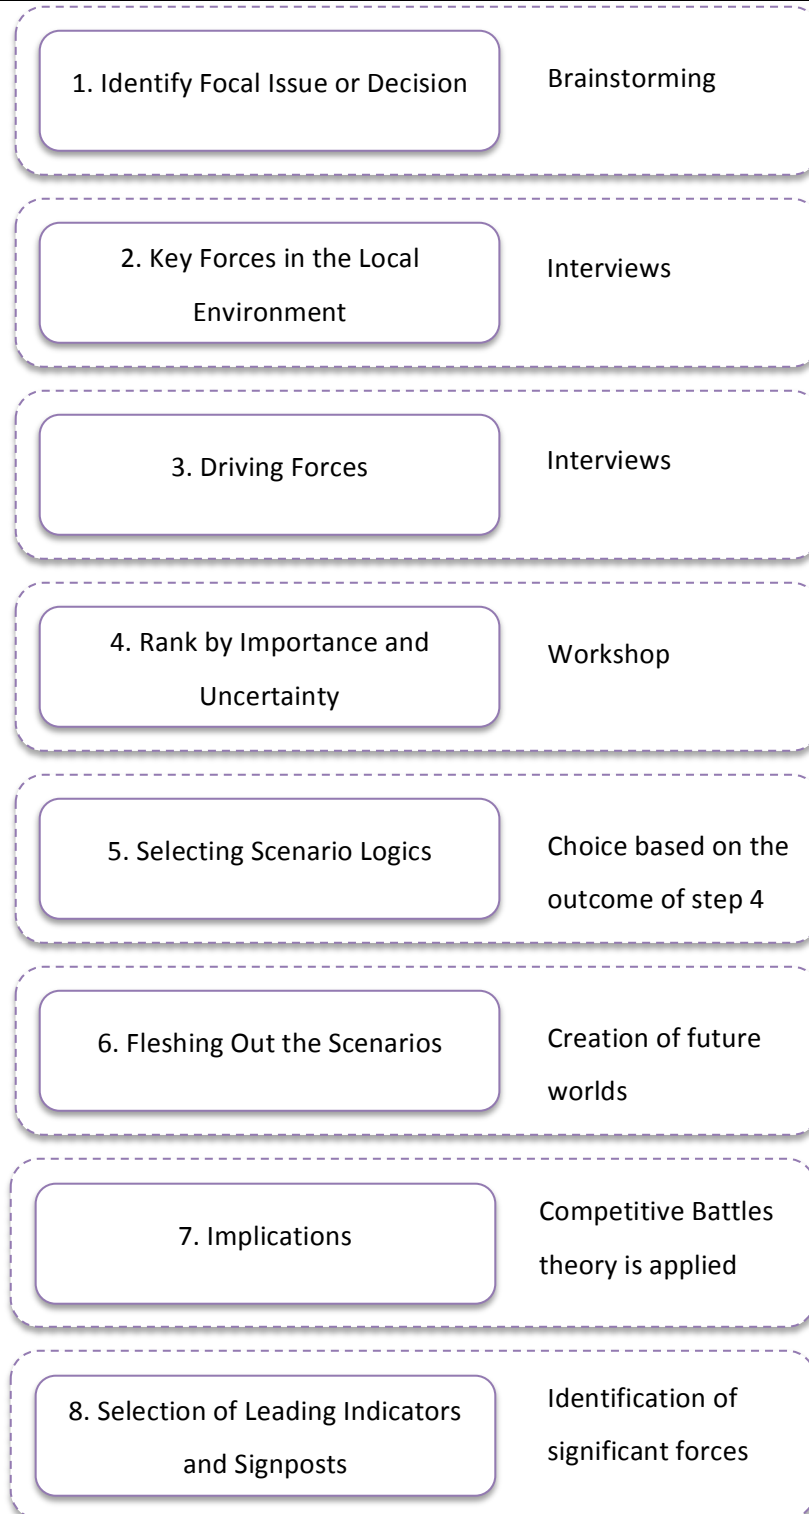 1. Identify Focal Issue or Decision
Brainstorming
2. Key Forces in the Local
Environment
Interviews
3. Driving Forces
Interviews
4. Rank by Importance and
Uncertainty
Workshop
5. Selecting Scenario Logics
Choice based on the
outcome of step 4
6. Fleshing Out the Scenarios
Creation of future
worlds
7. Implications
Competitive Battles
theory is applied
8. Selection of Leading Indicators
and Signposts
Identification of
significant forces